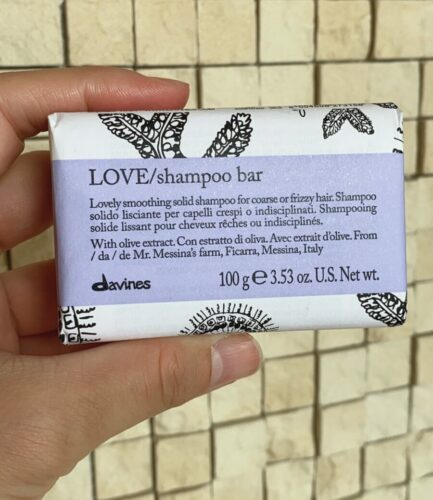 LOVE/shampoo bar
Lovely smoothing solid shampoo for coarse or frizzy hair. Shampoo
solido lisciante per capelli crespi o indisciplinati. Shampooing
solide lissant pour cheveux rêches ou indisciplinés.
With olive extract. Con estratto di oliva. Avec extrait d'olive. From
/ da / de Mr. Messina's farm, Ficarra, Messina, Italy
davines
100 g ℮ 3.53 oz. U.S. Net wt.